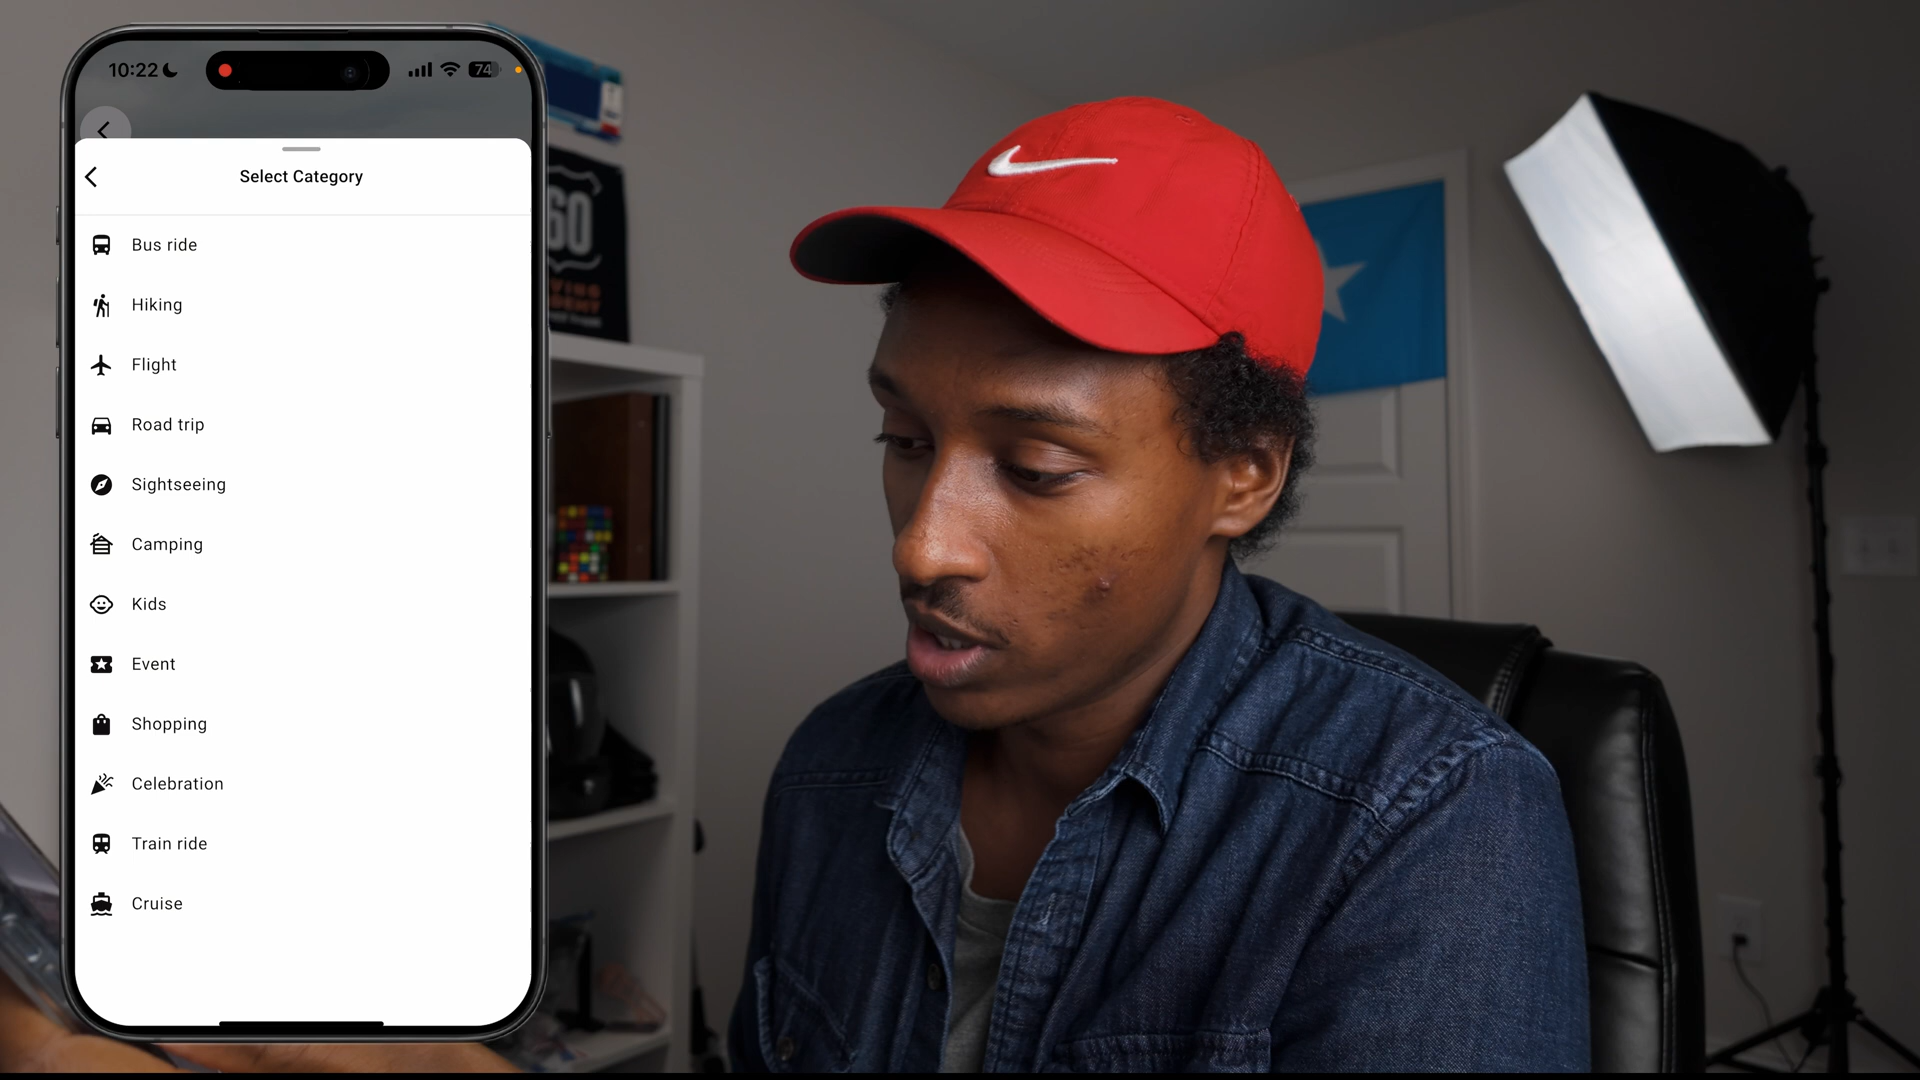 10:22
74
Select Category
Bus ride
Hiking
Flight
Road trip
Sightseeing
Camping
Kids
Event
Shopping
Celebration
Train ride
Cruise
60